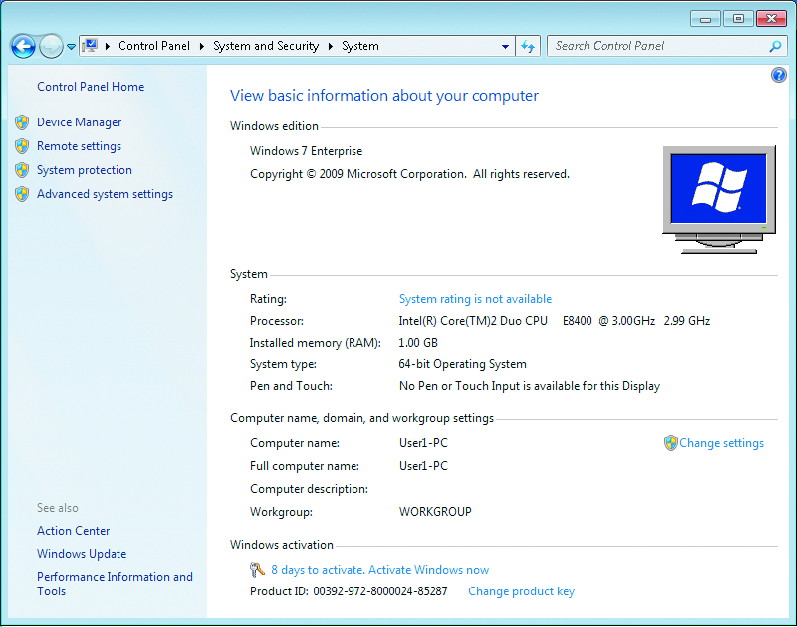 Control Panel ▸ System and Security ▸ System
Search Control Panel
Control Panel Home
Device Manager
Remote settings
System protection
Advanced system settings
See also
Action Center
Windows Update
Performance Information and
Tools
View basic information about your computer
Windows edition
Windows 7 Enterprise
Copyright © 2009 Microsoft Corporation. All rights reserved.
System
Rating: System rating is not available
Processor: Intel(R) Core(TM)2 Duo CPU E8400 @ 3.00GHz 2.99 GHz
Installed memory (RAM): 1.00 GB
System type: 64-bit Operating System
Pen and Touch: No Pen or Touch Input is available for this Display
Computer name, domain, and workgroup settings
Computer name: User1-PC Change settings
Full computer name: User1-PC
Computer description:
Workgroup: WORKGROUP
Windows activation
8 days to activate. Activate Windows now
Product ID: 00392-972-8000024-85287 Change product key